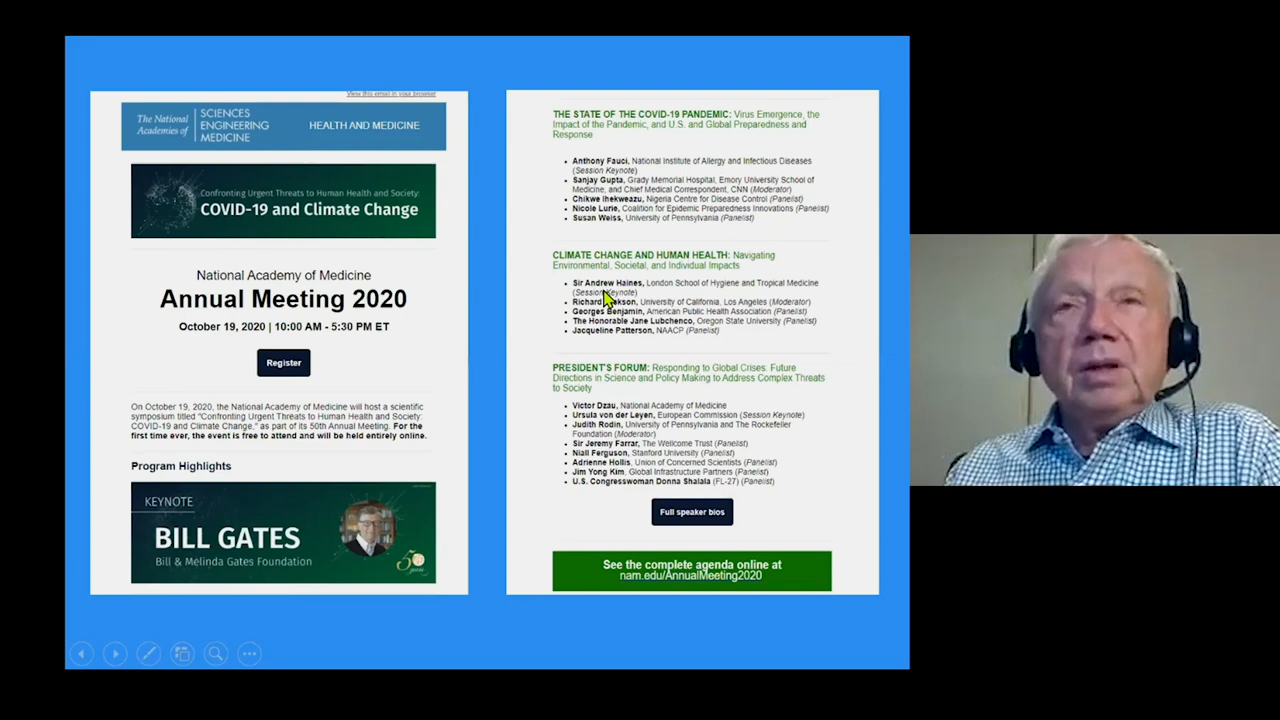 View this email in your browser
The National
Academies of
SCIENCES
ENGINEERING
MEDICINE
HEALTH AND MEDICINE
Confronting Urgent Threats to Human Health and Society:
COVID-19 and Climate Change
National Academy of Medicine
Annual Meeting 2020
October 19, 2020 | 10:00 AM - 5:30 PM ET
Register
On October 19, 2020, the National Academy of Medicine will host a scientific
symposium titled "Confronting Urgent Threats to Human Health and Society:
COVID-19 and Climate Change," as part of its 50th Annual Meeting. For the
first time ever, the event is free to attend and will be held entirely online.
Program Highlights
KEYNOTE
BILL GATES
Bill & Melinda Gates Foundation
50
years
THE STATE OF THE COVID-19 PANDEMIC: Virus Emergence, the
Impact of the Pandemic, and U.S. and Global Preparedness and
Response
• Anthony Fauci, National Institute of Allergy and Infectious Diseases
(Session Keynote)
• Sanjay Gupta, Grady Memorial Hospital, Emory University School of
Medicine, and Chief Medical Correspondent, CNN (Moderator)
• Chikwe Ihekweazu, Nigeria Centre for Disease Control (Panelist)
• Nicole Lurie, Coalition for Epidemic Preparedness Innovations (Panelist)
• Susan Weiss, University of Pennsylvania (Panelist)
CLIMATE CHANGE AND HUMAN HEALTH: Navigating
Environmental, Societal, and Individual Impacts
• Sir Andrew Haines, London School of Hygiene and Tropical Medicine
(Session Keynote)
• Richard University of California, Los Angeles (Moderator)
• Georges Benjamin, American Public Health Association (Panelist)
• The Honorable Jane Lubchenco, Oregon State University (Panelist)
• Jacqueline Patterson, NAACP (Panelist)
PRESIDENT'S FORUM: Responding to Global Crises: Future
Directions in Science and Policy Making to Address Complex Threats
to Society
• Victor Dzau, National Academy of Medicine
• Ursula von der Leyen, European Commission (Session Keynote)
• Judith Rodin, University of Pennsylvania and The Rockefeller
Foundation (Moderator)
• Sir Jeremy Farrar, The Wellcome Trust (Panelist)
• Niall Ferguson, Stanford University (Panelist)
• Adrienne Hollis, Union of Concerned Scientists (Panelist)
• Jim Yong Kim, Global Infrastructure Partners (Panelist)
• U.S. Congresswoman Donna Shalala (FL-27) (Panelist)
Full speaker bios
See the complete agenda online at
nam.edu/AnnualMeeting2020